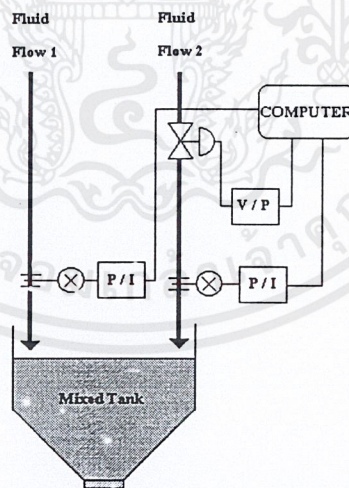 Fluid
Flow 1
Fluid
Flow 2
COMPUTER
V / P
P / I
P / I
Mixed Tank